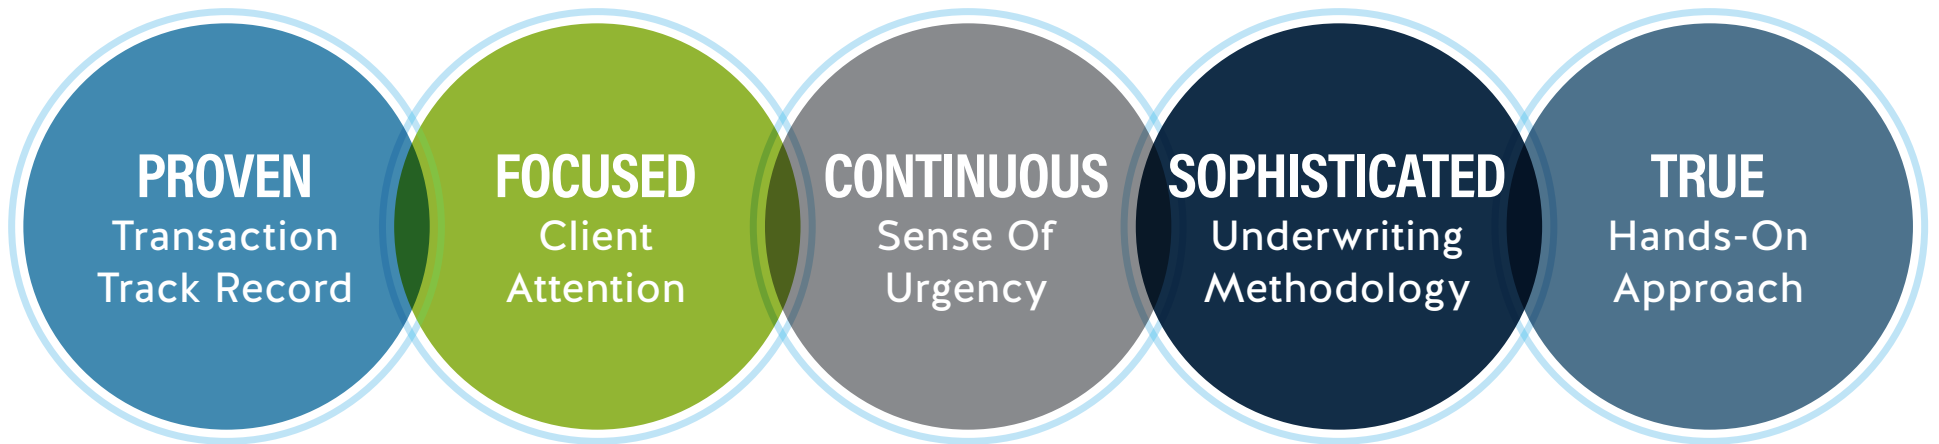 PROVEN
Transaction
Track Record
FOCUSED
Client
Attention
CONTINUOUS
Sense Of
Urgency
SOPHISTICATED
Underwriting
Methodology
TRUE
Hands-On
Approach